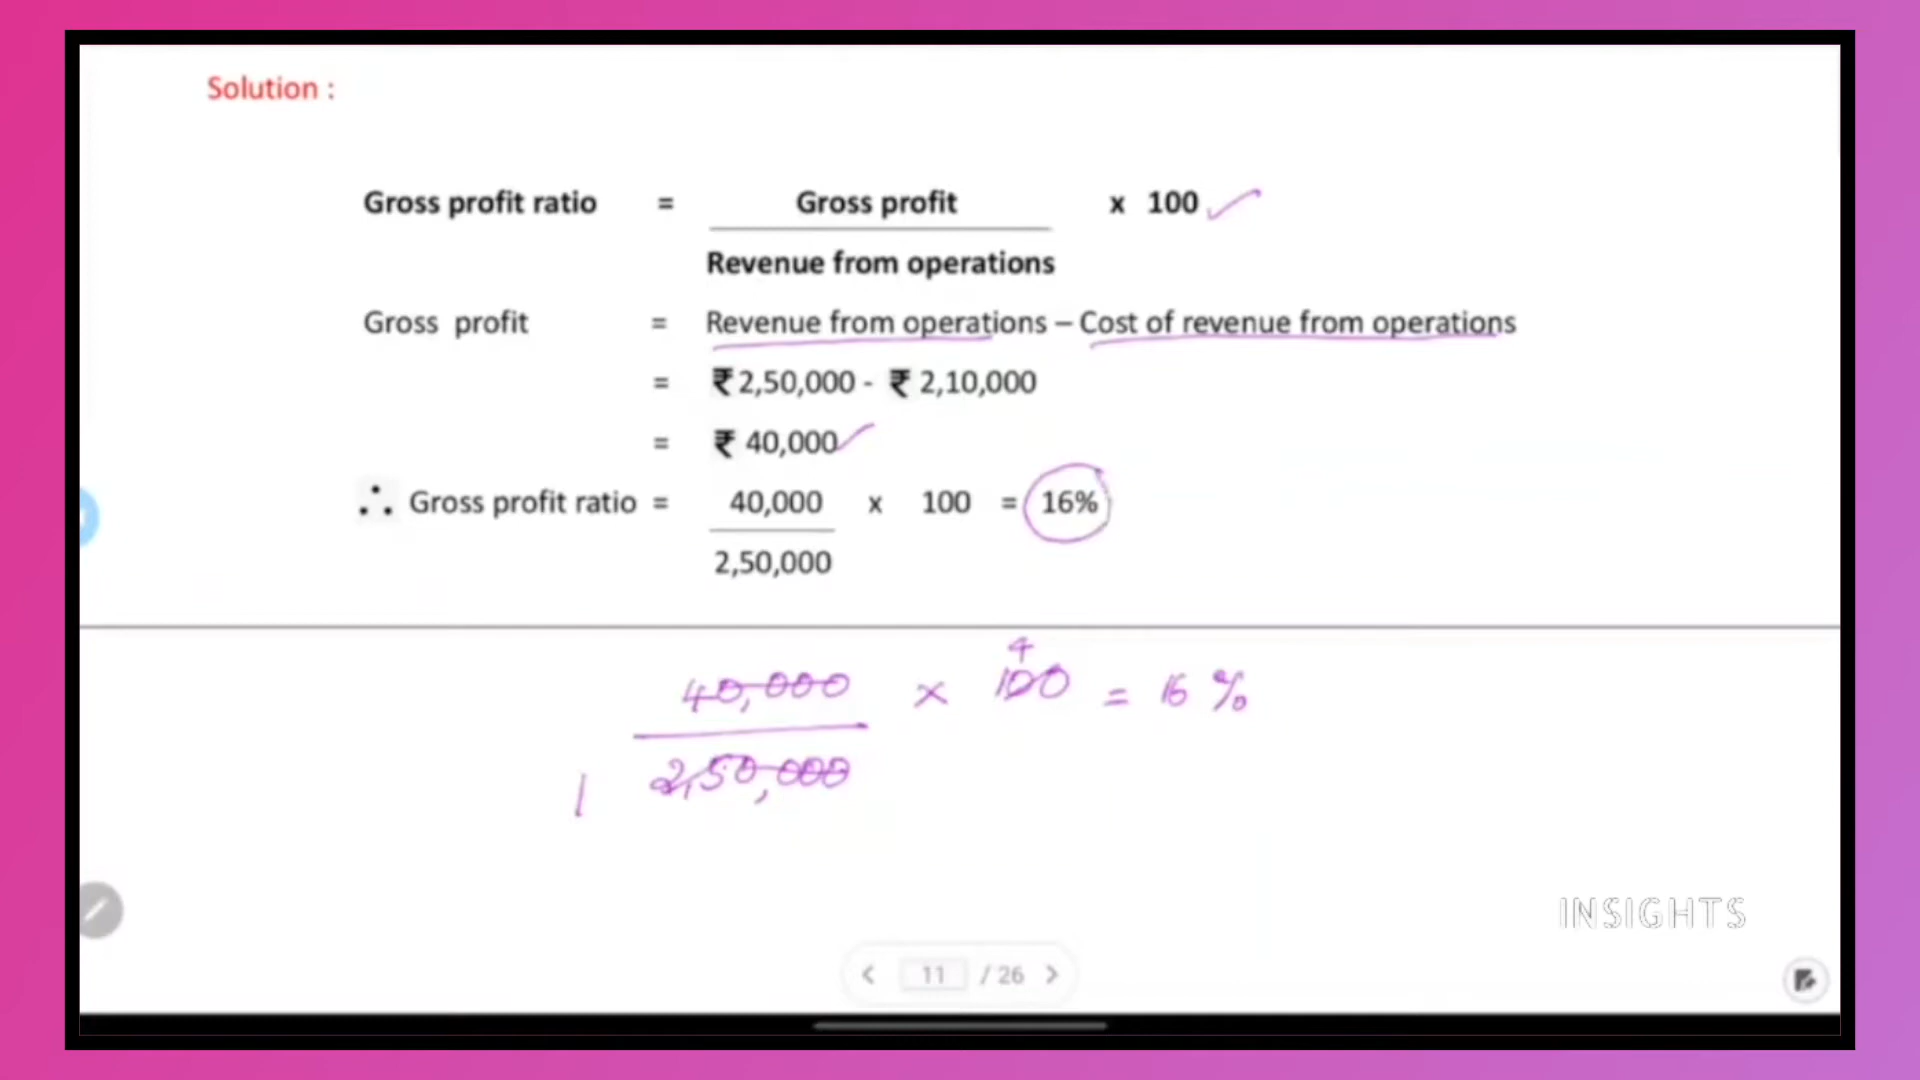 Solution :
Gross profit ratio = Gross profit x 100
Revenue from operations
Gross profit = Revenue from operations – Cost of revenue from operations
= ₹ 2,50,000 - ₹ 2,10,000
= ₹ 40,000
∴ Gross profit ratio = 40,000 x 100 = 16%
2,50,000
4
40,000 × 100 = 16 %
1 2,50,000
INSIGHTS
< 11 / 26 >